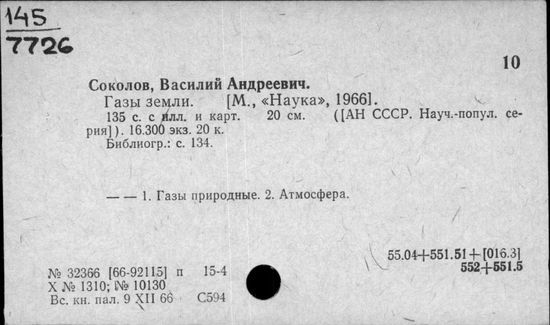 145
7726
10
Соколов, Василий Андреевич.
Газы земли. [М., «Наука», 1966].
135 с. с илл. и карт. 20 см. ([АН СССР. Науч.-попул. се-
рия]). 16.300 экз. 20 к.
Библиогр.: с. 134.
— — 1. Газы природные. 2. Атмосфера.
55.04+551.51+[016.3]
№ 32366 [66-92115] п 15-4 552+551.5
X № 1310; № 10130
Вс. кн. пал. 9 XII 66 С594